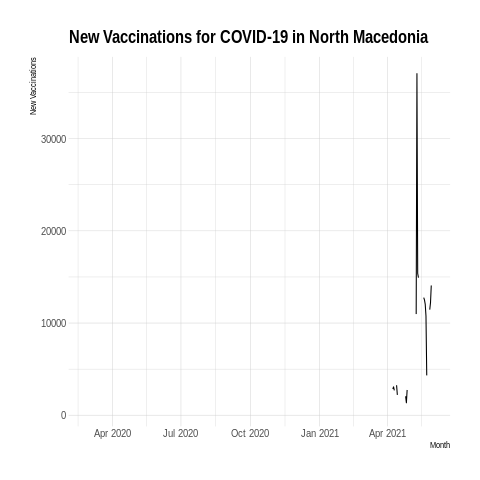 New Vaccinations for COVID-19 in North Macedonia
New Vaccinations
30000
20000
10000
0
Apr 2020 Jul 2020 Oct 2020 Jan 2021 Apr 2021
Month